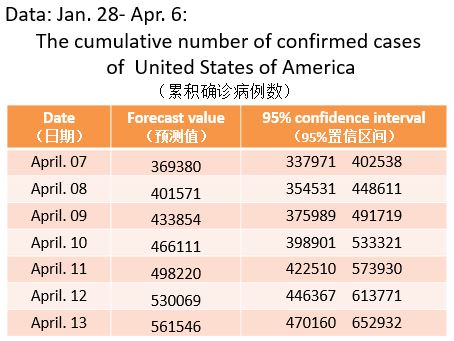 Data: Jan. 28- Apr. 6:
The cumulative number of confirmed cases
of United States of America
（累积确诊病例数）
Date Forecast value 95% confidence interval
（日期） （预测值） （95%置信区间）
April. 07 369380 337971 402538
April. 08 401571 354531 448611
April. 09 433854 375989 491719
April. 10 466111 398901 533321
April. 11 498220 422510 573930
April. 12 530069 446367 613771
April. 13 561546 470160 652932